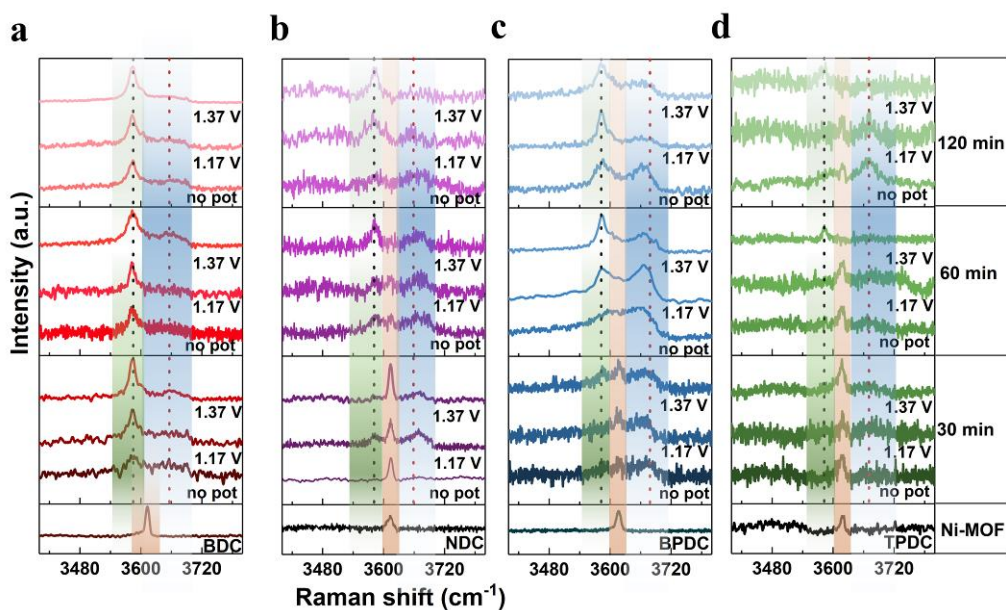 a b c d
Intensity (a.u.)
1.37 V 1.37 V 1.37 V 1.37 V
1.17 V 1.17 V 1.17 V 1.17 V 120 min
no pot no pot no pot no pot
1.37 V 1.37 V 1.37 V 1.37 V 60 min
1.17 V 1.17 V 1.17 V 1.17 V
no pot no pot no pot no pot
1.37 V 1.37 V 1.37 V 1.37 V 30 min
1.17 V 1.17 V 1.17 V 1.17 V
no pot no pot no pot no pot
BDC NDC BPDC TPDC Ni-MOF
3480 3600 3720 3480 3600 3720 3480 3600 3720 3480 3600 3720
Raman shift (cm-1)